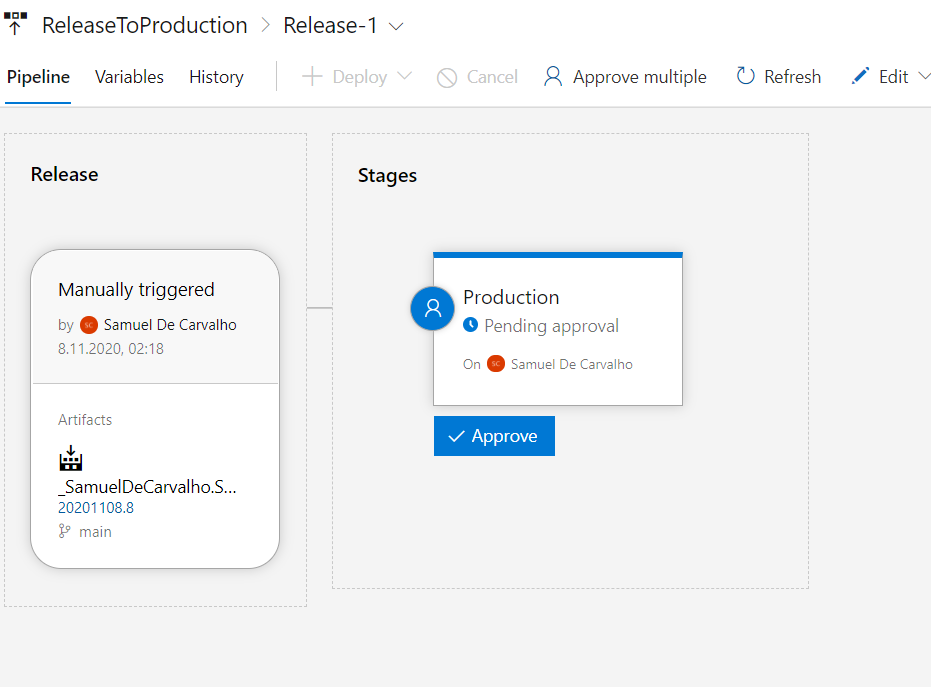 ReleaseToProduction > Release-1
Pipeline Variables History Deploy Cancel Approve multiple Refresh Edit
Release
Manually triggered
by SC Samuel De Carvalho
8.11.2020, 02:18
Artifacts
_SamuelDeCarvalho.S...
20201108.8
main
Stages
Production
Pending approval
On SC Samuel De Carvalho
Approve